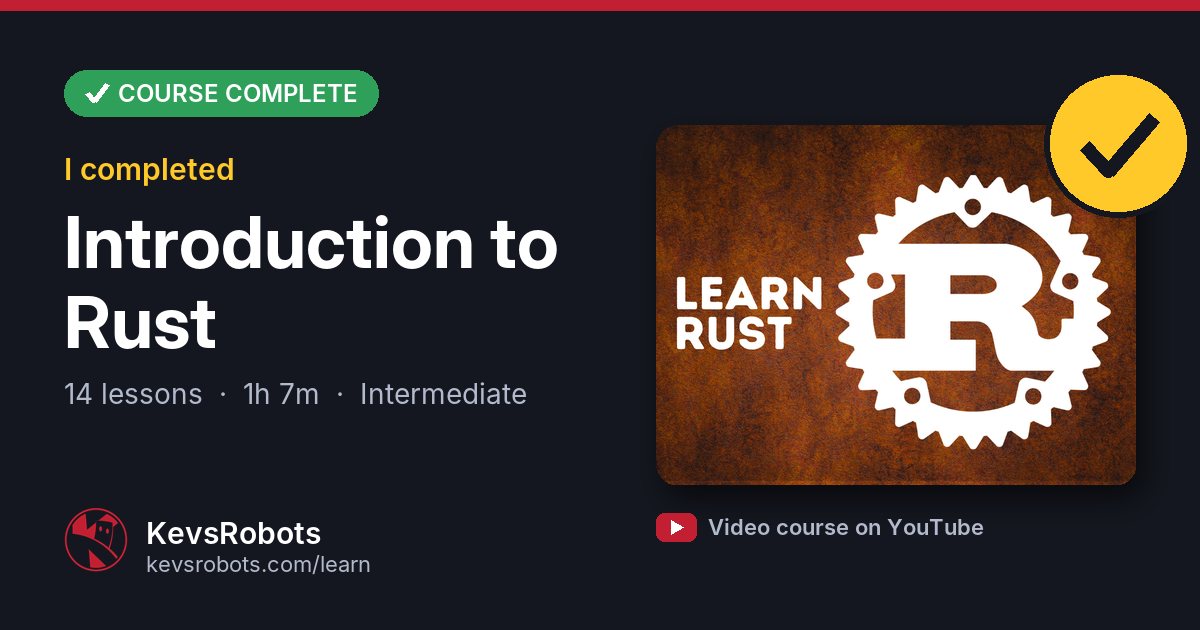 COURSE COMPLETE
I completed
Introduction to
Rust
14 lessons · 1h 7m · Intermediate
LEARN
RUST
R
KevsRobots
kevsrobots.com/learn
Video course on YouTube